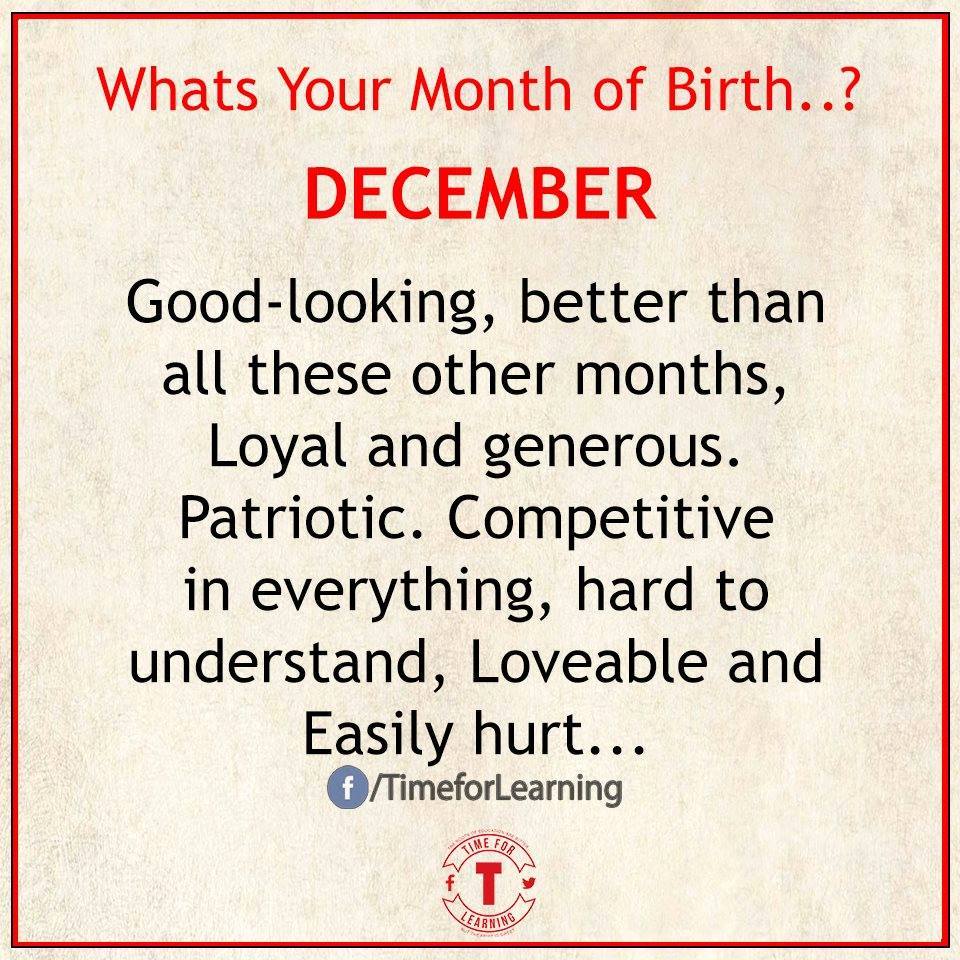 Whats Your Month of Birth..?
DECEMBER
Good-looking, better than
all these other months,
Loyal and generous.
Patriotic. Competitive
in everything, hard to
understand, Loveable and
Easily hurt...
f/TimeforLearning
TIME FOR
f T
LEARNING